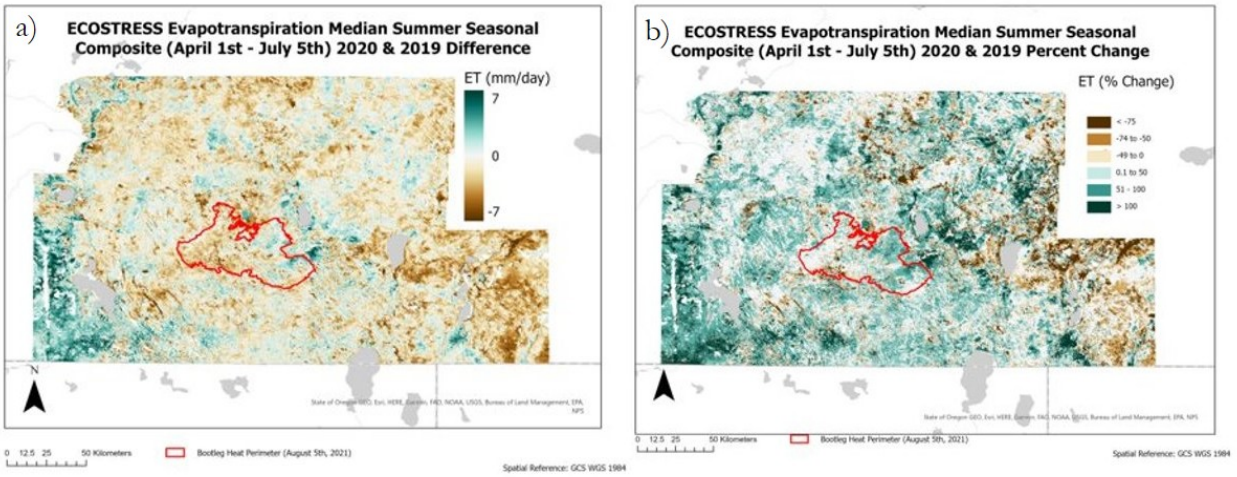 a)
ECOSTRESS Evapotranspiration Median Summer Seasonal
Composite (April 1st - July 5th) 2020 & 2019 Difference
ET (mm/day)
7
0
-7
N
State of Oregon GEO, Esri, HERE, Garmin, FAO, NOAA, USGS, Bureau of Land Management, EPA,
NPS
0 12.5 25 50 Kilometers
Bootleg Heat Perimeter (August 5th, 2021)
Spatial Reference: GCS WGS 1984
b)
ECOSTRESS Evapotranspiration Median Summer Seasonal
Composite (April 1st - July 5th) 2020 & 2019 Percent Change
ET (% Change)
< -75
-74 to -50
-49 to 0
0.1 to 50
51 - 100
> 100
State of Oregon GEO, Esri, HERE, Garmin, FAO, NOAA, USGS, Bureau of Land Management, EPA, NPS
0 12.5 25 50 Kilometers
Bootleg Heat Perimeter (August 5th, 2021)
Spatial Reference: GCS WGS 1984